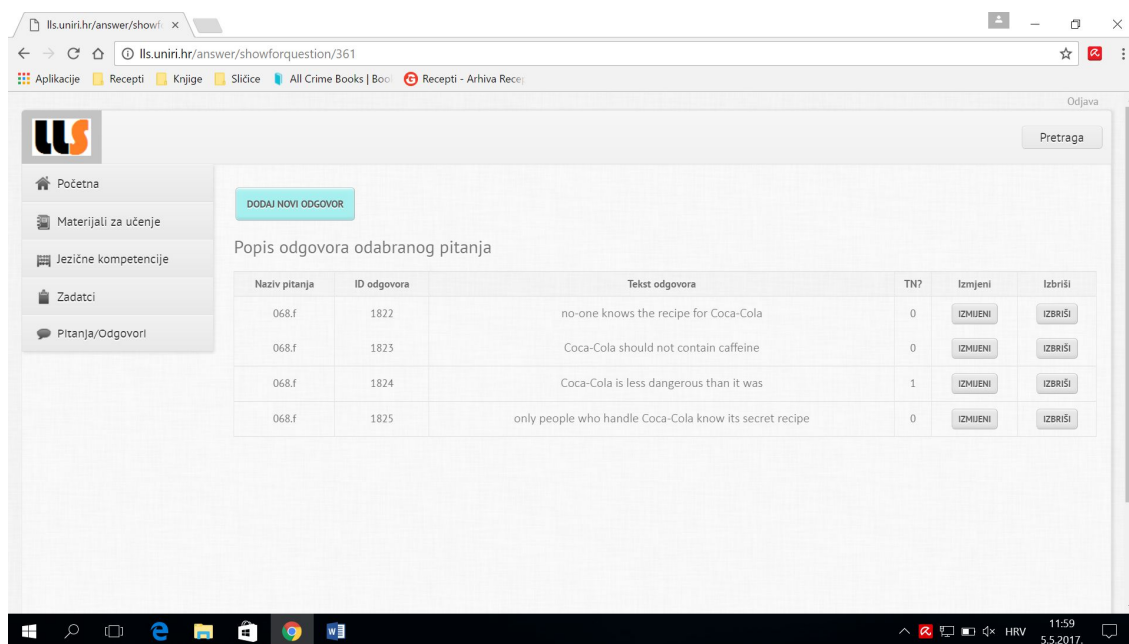 lls.uniri.hr/answer/showfo
lls.uniri.hr/answer/showforquestion/361
Aplikacije Recepti Knjige Sličice All Crime Books | Boo Recepti - Arhiva Rece
Odjava
LLS
Pretraga
Početna
Materijali za učenje
Jezične kompetencije
Zadatci
Pitanja/Odgovori
DODAJ NOVI ODGOVOR
Popis odgovora odabranog pitanja
Naziv pitanja ID odgovora Tekst odgovora TN? Izmjeni Izbriši
068.f 1822 no-one knows the recipe for Coca-Cola 0 IZMIJENI IZBRIŠI
068.f 1823 Coca-Cola should not contain caffeine 0 IZMIJENI IZBRIŠI
068.f 1824 Coca-Cola is less dangerous than it was 1 IZMIJENI IZBRIŠI
068.f 1825 only people who handle Coca-Cola know its secret recipe 0 IZMIJENI IZBRIŠI
HRV
11:59
5.5.2017.